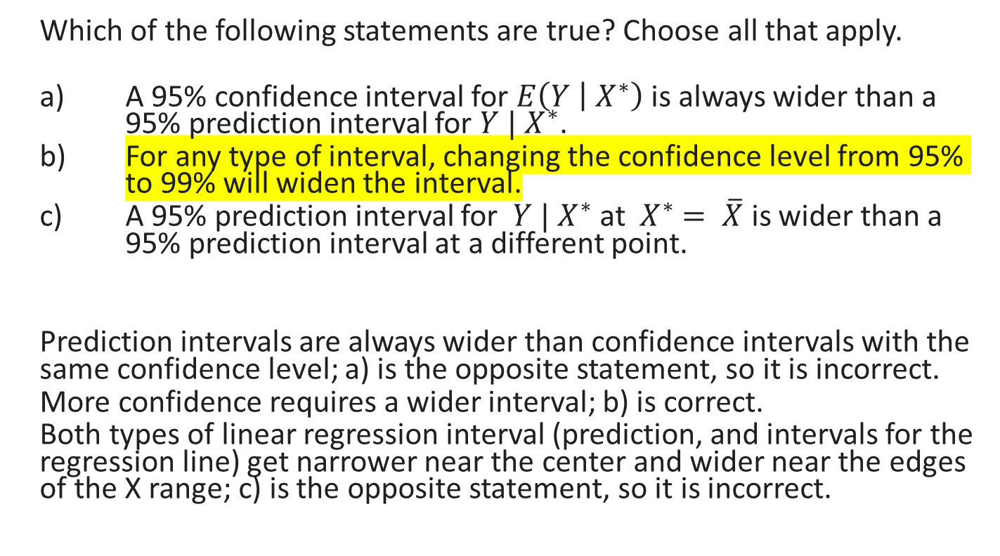 Which of the following statements are true? Choose all that apply.
a) A 95% confidence interval for E(Y | X*) is always wider than a
95% prediction interval for Y | X*.
b) For any type of interval, changing the confidence level from 95%
to 99% will widen the interval.
c) A 95% prediction interval for Y | X* at X* = X̄ is wider than a
95% prediction interval at a different point.
Prediction intervals are always wider than confidence intervals with the
same confidence level; a) is the opposite statement, so it is incorrect.
More confidence requires a wider interval; b) is correct.
Both types of linear regression interval (prediction, and intervals for the
regression line) get narrower near the center and wider near the edges
of the X range; c) is the opposite statement, so it is incorrect.